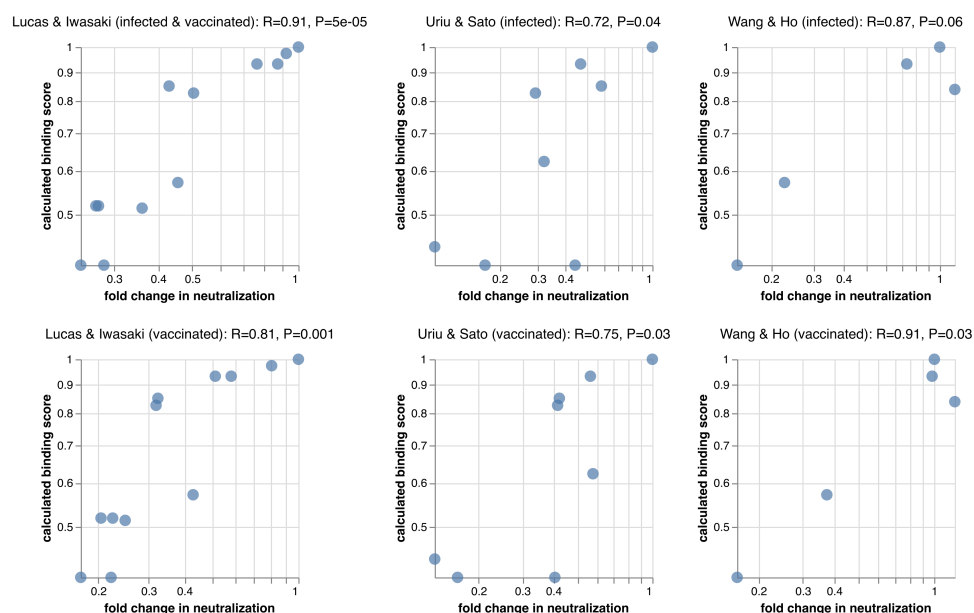 Lucas & Iwasaki (infected & vaccinated): R=0.91, P=5e-05
calculated binding score
1
0.9
0.8
0.7
0.6
0.5
0.3 0.4 0.5 1
fold change in neutralization
Uriu & Sato (infected): R=0.72, P=0.04
calculated binding score
1
0.9
0.8
0.7
0.6
0.5
0.2 0.3 0.4 1
fold change in neutralization
Wang & Ho (infected): R=0.87, P=0.06
calculated binding score
1
0.9
0.8
0.7
0.6
0.5
0.2 0.3 0.4 1
fold change in neutralization
Lucas & Iwasaki (vaccinated): R=0.81, P=0.001
calculated binding score
1
0.9
0.8
0.7
0.6
0.5
0.2 0.3 0.4 1
fold change in neutralization
Uriu & Sato (vaccinated): R=0.75, P=0.03
calculated binding score
1
0.9
0.8
0.7
0.6
0.5
0.2 0.3 0.4 1
fold change in neutralization
Wang & Ho (vaccinated): R=0.91, P=0.03
calculated binding score
1
0.9
0.8
0.7
0.6
0.5
0.2 0.3 0.4 1
fold change in neutralization